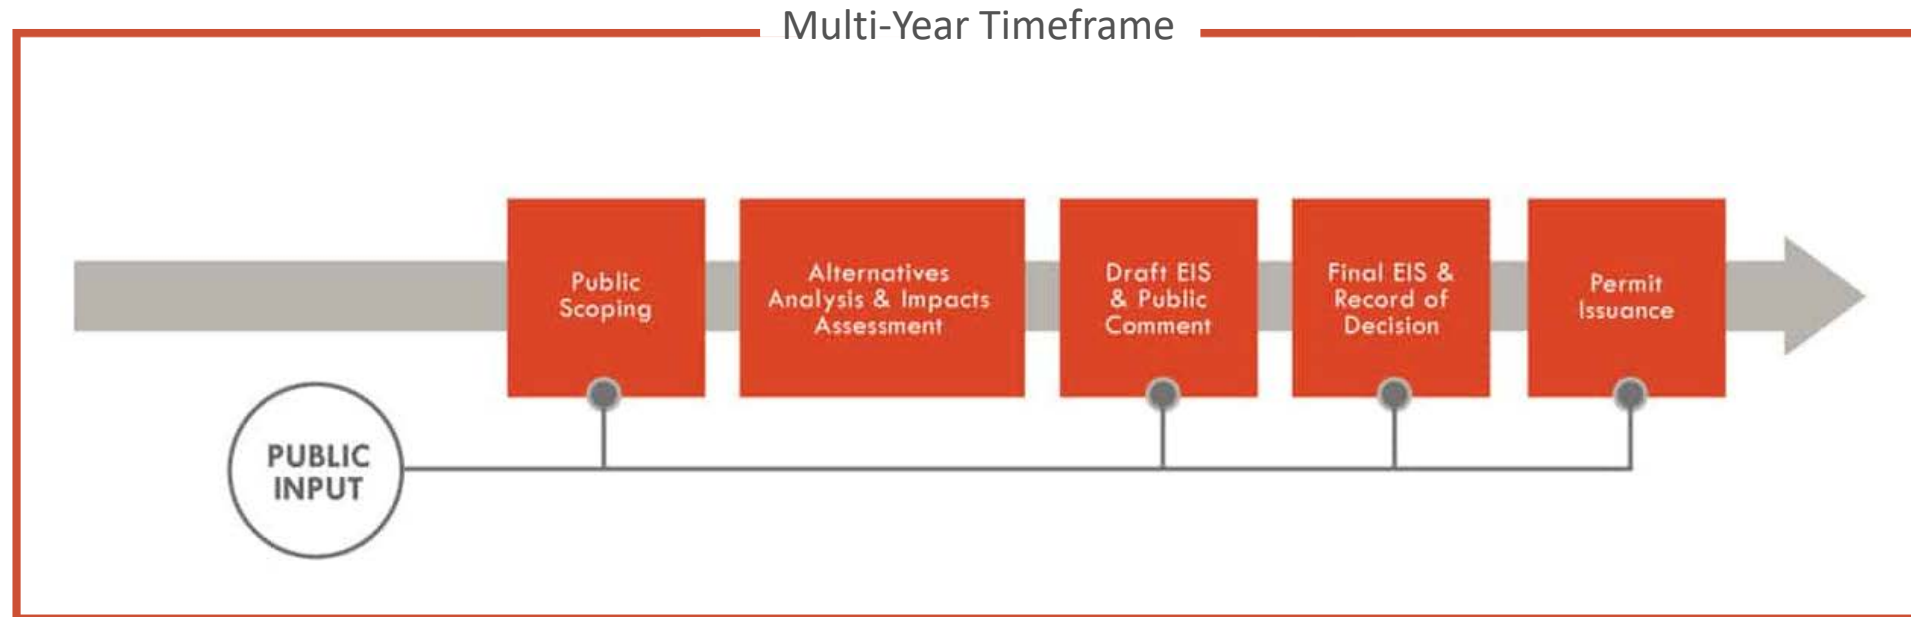 Multi-Year Timeframe
Public
Scoping
Alternatives
Analysis & Impacts
Assessment
Draft EIS
& Public
Comment
Final EIS &
Record of
Decision
Permit
Issuance
PUBLIC
INPUT